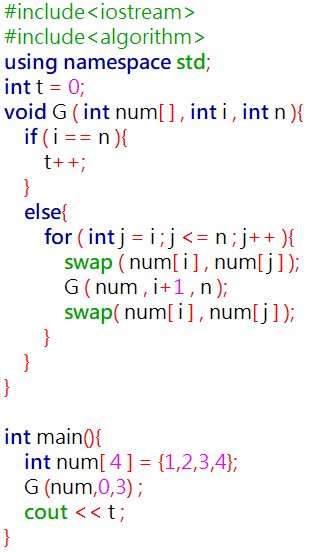 #include<iostream>
#include<algorithm>
using namespace std;
int t = 0;
void G ( int num[ ] , int i , int n ){
if ( i == n ){
t++;
}
else{
for ( int j = i ; j <= n ; j++ ){
swap ( num[ i ] , num[ j ] );
G ( num , i+1 , n );
swap( num[ i ] , num[ j ] );
}
}
}
int main(){
int num[ 4 ] = {1,2,3,4};
G (num,0,3) ;
cout << t ;
}